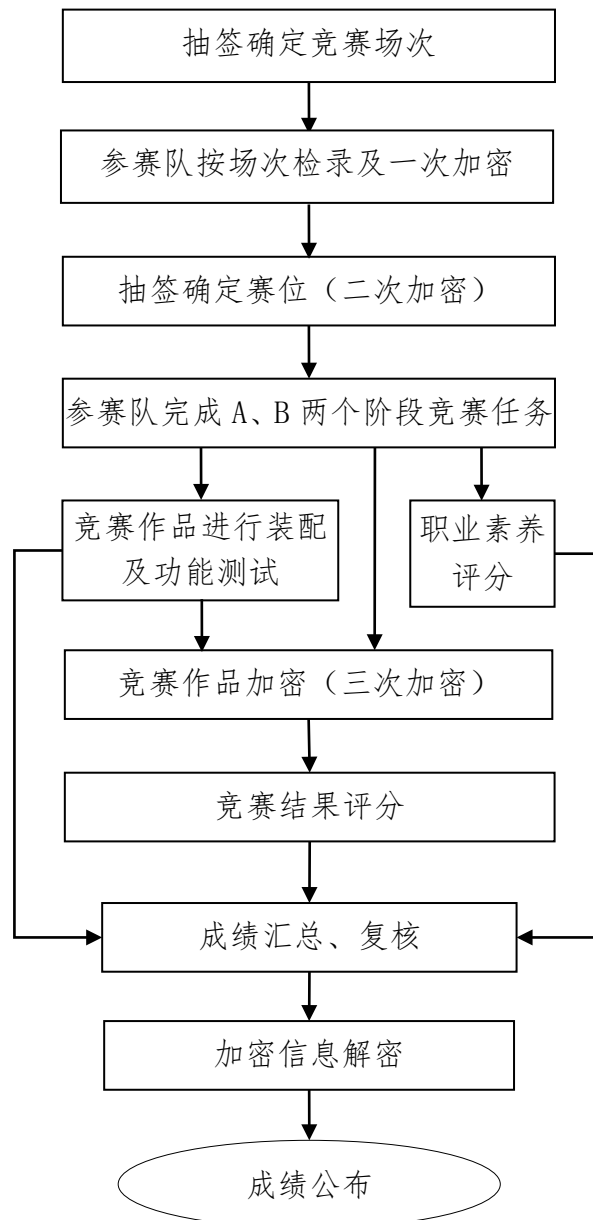 抽签确定竞赛场次
参赛队按场次检录及一次加密
抽签确定赛位（二次加密）
参赛队完成 A、B 两个阶段竞赛任务
竞赛作品进行装配
及功能测试
职业素养
评分
竞赛作品加密（三次加密）
竞赛结果评分
成绩汇总、复核
加密信息解密
成绩公布